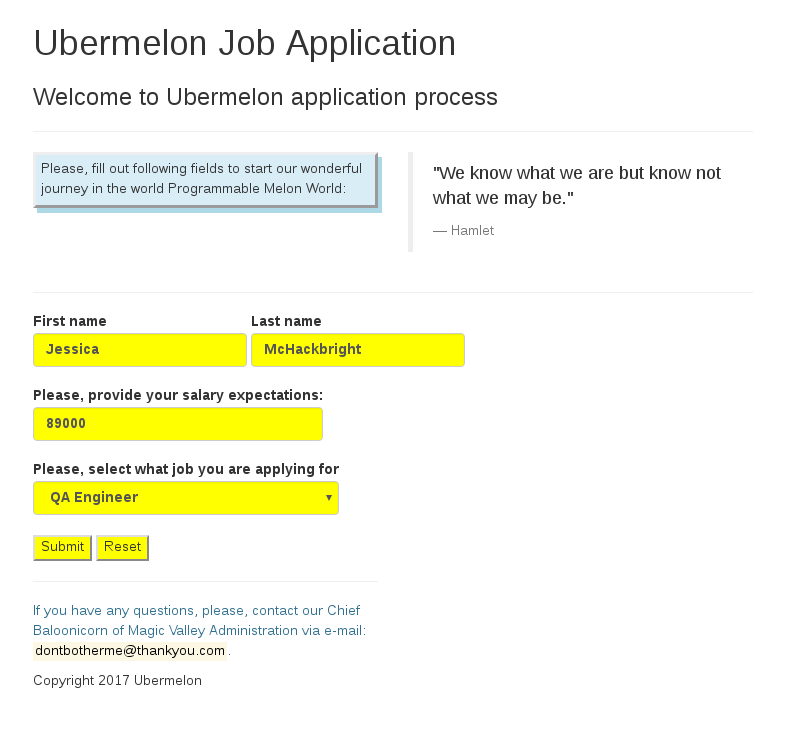 Ubermelon Job Application
Welcome to Ubermelon application process
Please, fill out following fields to start our wonderful
journey in the world Programmable Melon World:
"We know what we are but know not
what we may be."
— Hamlet
First name
Last name
Jessica
McHackbright
Please, provide your salary expectations:
89000
Please, select what job you are applying for
QA Engineer
Submit
Reset
If you have any questions, please, contact our Chief
Baloonicorn of Magic Valley Administration via e-mail:
dontbotherme@thankyou.com.
Copyright 2017 Ubermelon